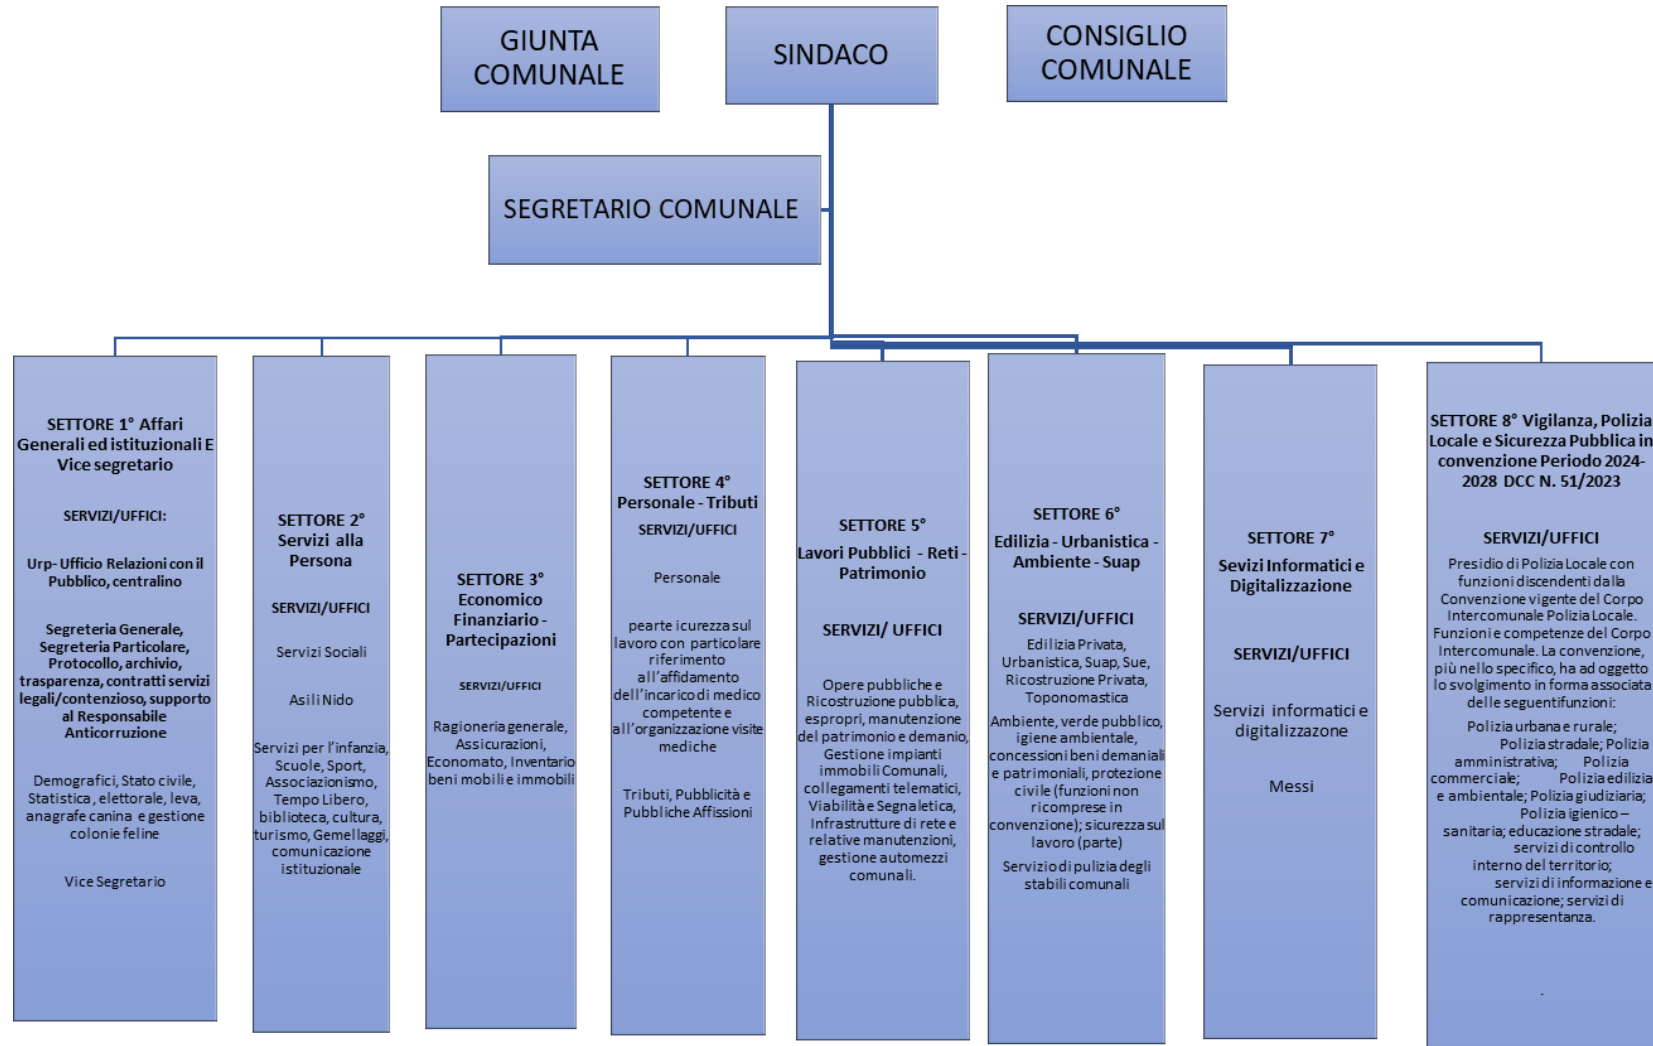 GIUNTA
COMUNALE
SINDACO
CONSIGLIO
COMUNALE
SEGRETARIO COMUNALE
SETTORE 1° Affari
Generali ed istituzionali E
Vice segretario
SERVIZI/UFFICI:
Urp- Ufficio Relazioni con il
Pubblico, centralino
Segreteria Generale,
Segreteria Particolare,
Protocollo, archivio,
trasparenza, contratti servizi
legali/contenzioso, supporto
al Responsabile
Anticorruzione
Demografici, Stato civile,
Statistica, elettorale, leva,
anagrafe canina e gestione
colonie feline
Vice Segretario
SETTORE 2°
Servizi alla
Persona
SERVIZI/UFFICI
Servizi Sociali
Asili Nido
Servizi per l'infanzia,
Scuole, Sport,
Associazionismo,
Tempo Libero,
biblioteca, cultura,
turismo, Gemellaggi,
comunicazione
istituzionale
SETTORE 3°
Economico
Finanziario -
Partecipazioni
SERVIZI/UFFICI
Ragioneria generale,
Assicurazioni,
Economato, Inventario
beni mobili e immobili
SETTORE 4°
Personale - Tributi
SERVIZI/UFFICI
Personale
pearte icurezza sul
lavoro con particolare
riferimento
all'affidamento
dell'incarico di medico
competente e
all'organizzazione visite
mediche
Tributi, Pubblicità e
Pubbliche Affissioni
SETTORE 5°
Lavori Pubblici - Reti -
Patrimonio
SERVIZI/ UFFICI
Opere pubbliche e
Ricostruzione pubblica,
espropri, manutenzione
del patrimonio e demanio,
Gestione impianti
immobili Comunali,
collegamenti telematici,
Viabilità e Segnaletica,
Infrastrutture di rete e
relative manutenzioni,
gestione automezzi
comunali.
SETTORE 6°
Edilizia - Urbanistica -
Ambiente - Suap
SERVIZI/UFFICI
Edilizia Privata,
Urbanistica, Suap, Sue,
Ricostruzione Privata,
Toponomastica
Ambiente, verde pubblico,
igiene ambientale,
concessioni beni demaniali
e patrimoniali, protezione
civile (funzioni non
ricomprese in
convenzione); sicurezza sul
lavoro (parte)
Servizio di pulizia degli
stabili comunali
SETTORE 7°
Sevizi Informatici e
Digitalizzazione
SERVIZI/UFFICI
Servizi informatici e
digitalizzazone
Messi
SETTORE 8° Vigilanza, Polizia
Locale e Sicurezza Pubblica in
convenzione Periodo 2024-
2028 DCC N. 51/2023
SERVIZI/UFFICI
Presidio di Polizia Locale con
funzioni discendenti dalla
Convenzione vigente del Corpo
Intercomunale Polizia Locale.
Funzioni e competenze del Corpo
Intercomunale. La convenzione,
più nello specifico, ha ad oggetto
lo svolgimento in forma associata
delle seguentifunzioni:
Polizia urbana e rurale;
Polizia stradale; Polizia
amministrativa; Polizia
commerciale; Polizia edilizia
e ambientale; Polizia giudiziaria;
Polizia igienico –
sanitaria; educazione stradale;
servizi di controllo
interno del territorio;
servizi di informazione e
comunicazione; servizi di
rappresentanza.
.